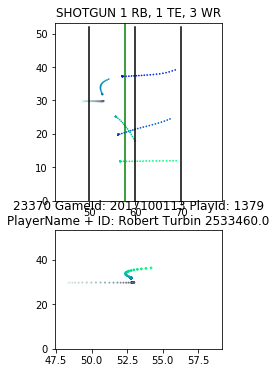 SHOTGUN 1 RB, 1 TE, 3 WR
50
40
30
20
10
0
50 60 70
23370 GameId: 2017100113 PlayId: 1379
PlayerName + ID: Robert Turbin 2533460.0
40
20
0
47.5 50.0 52.5 55.0 57.5